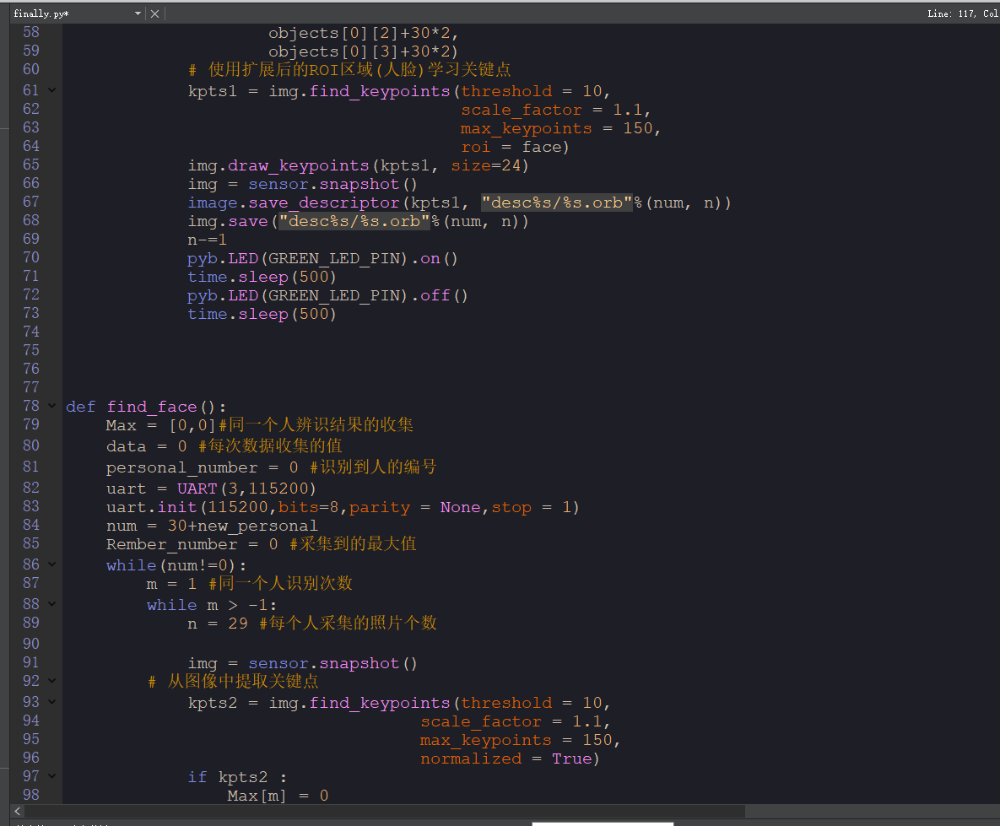 finally.py*
Line: 117, Col
58 objects[0][2]+30*2,
59 objects[0][3]+30*2)
60 # 使用扩展后的ROI区域(人脸)学习关键点
61 kpts1 = img.find_keypoints(threshold = 10,
62 scale_factor = 1.1,
63 max_keypoints = 150,
64 roi = face)
65 img.draw_keypoints(kpts1, size=24)
66 img = sensor.snapshot()
67 image.save_descriptor(kpts1, "desc%s/%s.orb"%(num, n))
68 img.save("desc%s/%s.orb"%(num, n))
69 n-=1
70 pyb.LED(GREEN_LED_PIN).on()
71 time.sleep(500)
72 pyb.LED(GREEN_LED_PIN).off()
73 time.sleep(500)
74
75
76
77
78 def find_face():
79 Max = [0,0]#同一个人辨识结果的收集
80 data = 0 #每次数据收集的值
81 personal_number = 0 #识别到人的编号
82 uart = UART(3,115200)
83 uart.init(115200,bits=8,parity = None,stop = 1)
84 num = 30+new_personal
85 Rember_number = 0 #采集到的最大值
86 while(num!=0):
87 m = 1 #同一个人识别次数
88 while m > -1:
89 n = 29 #每个人采集的照片个数
90
91 img = sensor.snapshot()
92 # 从图像中提取关键点
93 kpts2 = img.find_keypoints(threshold = 10,
94 scale_factor = 1.1,
95 max_keypoints = 150,
96 normalized = True)
97 if kpts2 :
98 Max[m] = 0